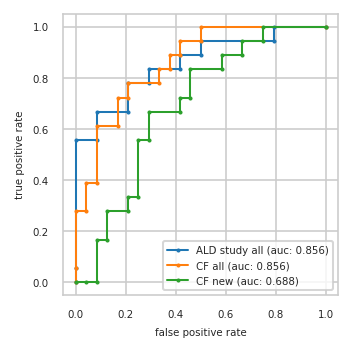 1.0
0.8
0.6
0.4
0.2
0.0
true positive rate
ALD study all (auc: 0.856)
CF all (auc: 0.856)
CF new (auc: 0.688)
0.0 0.2 0.4 0.6 0.8 1.0
false positive rate